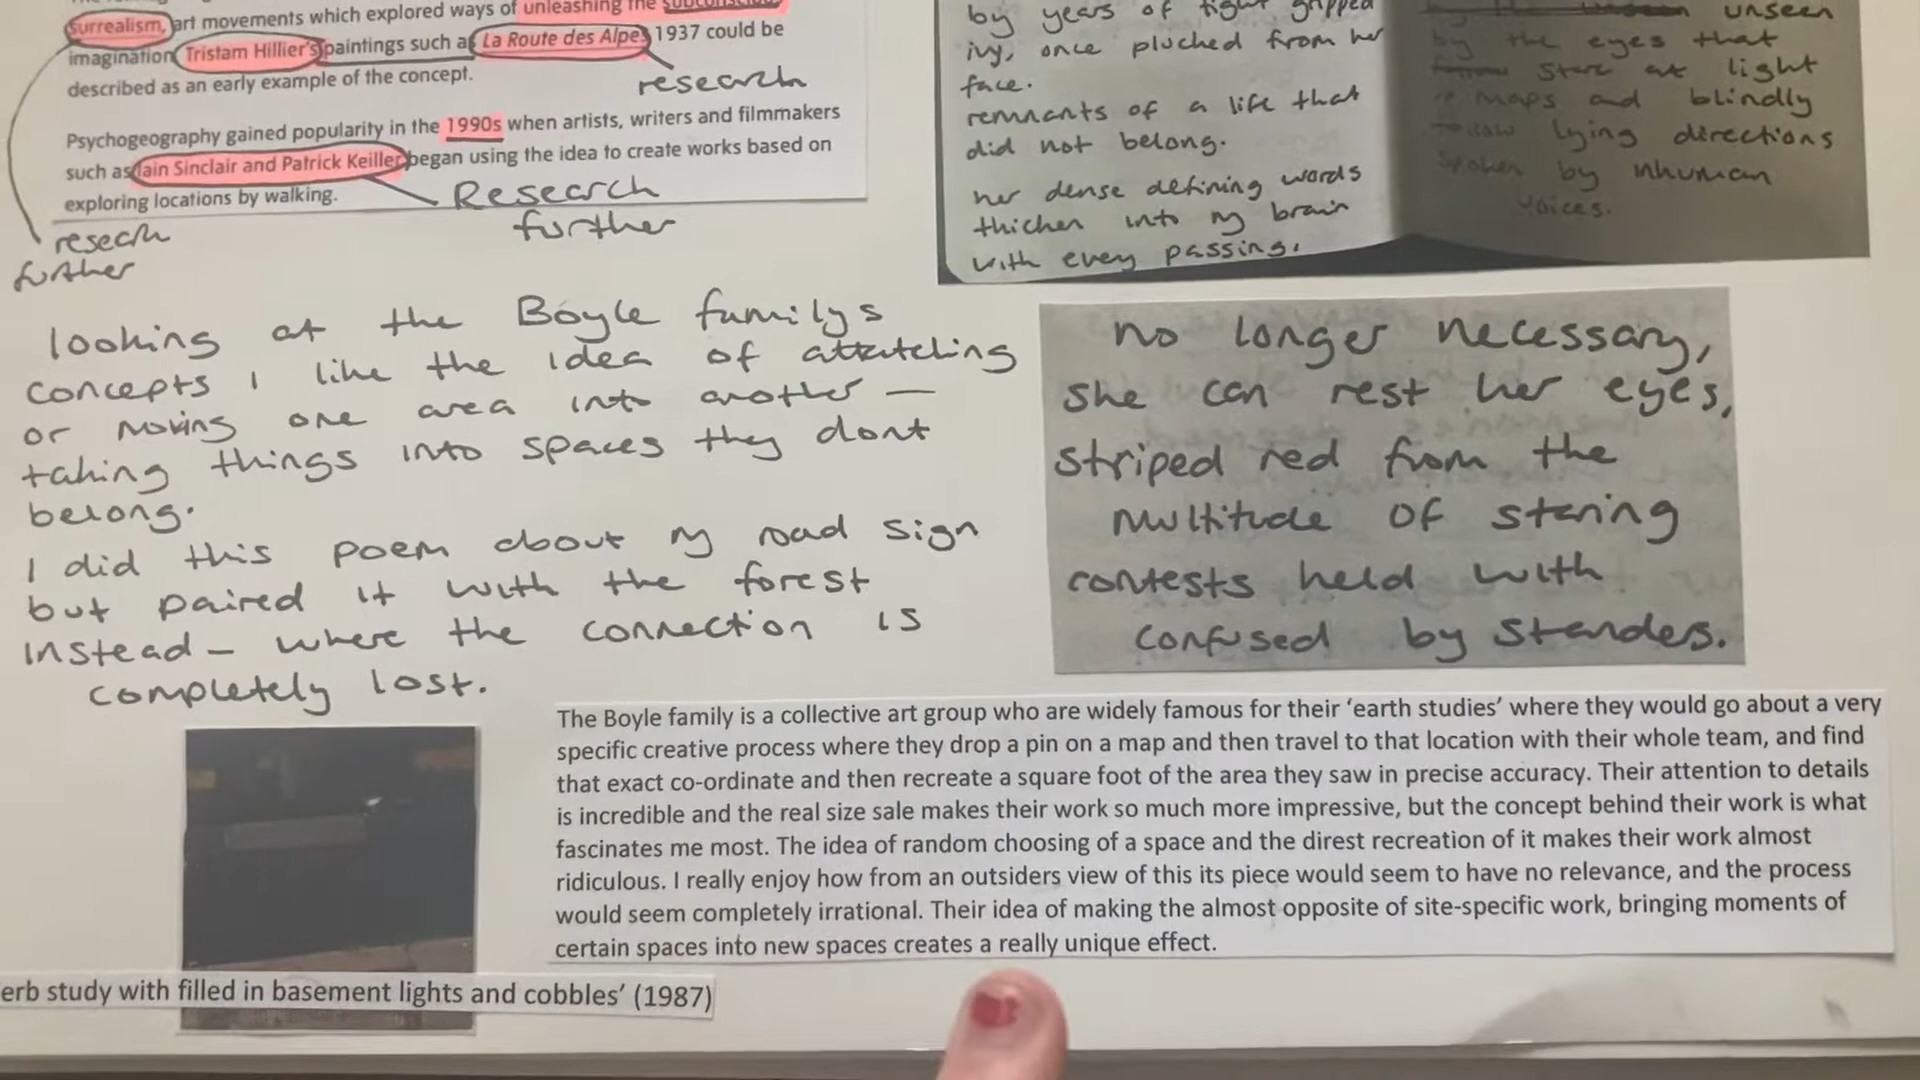 unleashing the subconscious
surrealism, art movements which explored ways of
imagination Tristam Hillier's paintings such as La Route des Alpes 1937 could be
described as an early example of the concept.
research
Psychogeography gained popularity in the 1990s when artists, writers and filmmakers
such as Iain Sinclair and Patrick Keiller began using the idea to create works based on
exploring locations by walking.
Research
further
reseach
further
by years of tight gripped
ivy, once plucked from her
face.
remnants of a life that
did not belong.
her dense defining words
thicken into my brain
with every passing.
unseen
by the eyes that
stare at light
maps and blindly
follow lying directions
spoken by inhuman
voices.
looking at the Boyle familys
concepts I like the idea of attatching
or moving one area into another —
taking things into spaces they dont
belong.
I did this poem about my road sign
but paired it with the forest
instead - where the connection is
completely lost.
no longer necessary,
she can rest her eyes,
striped red from the
multitude of staring
contests held with
confused by standers.
The Boyle family is a collective art group who are widely famous for their 'earth studies' where they would go about a very
specific creative process where they drop a pin on a map and then travel to that location with their whole team, and find
that exact co-ordinate and then recreate a square foot of the area they saw in precise accuracy. Their attention to details
is incredible and the real size sale makes their work so much more impressive, but the concept behind their work is what
fascinates me most. The idea of random choosing of a space and the direst recreation of it makes their work almost
ridiculous. I really enjoy how from an outsiders view of this its piece would seem to have no relevance, and the process
would seem completely irrational. Their idea of making the almost opposite of site-specific work, bringing moments of
certain spaces into new spaces creates a really unique effect.
erb study with filled in basement lights and cobbles' (1987)